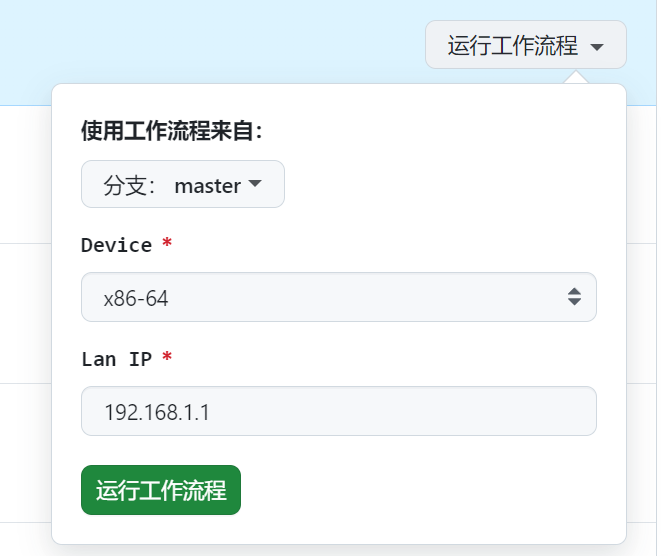 运行工作流程
使用工作流程来自：
分支： master
Device *
x86-64
Lan IP *
192.168.1.1
运行工作流程